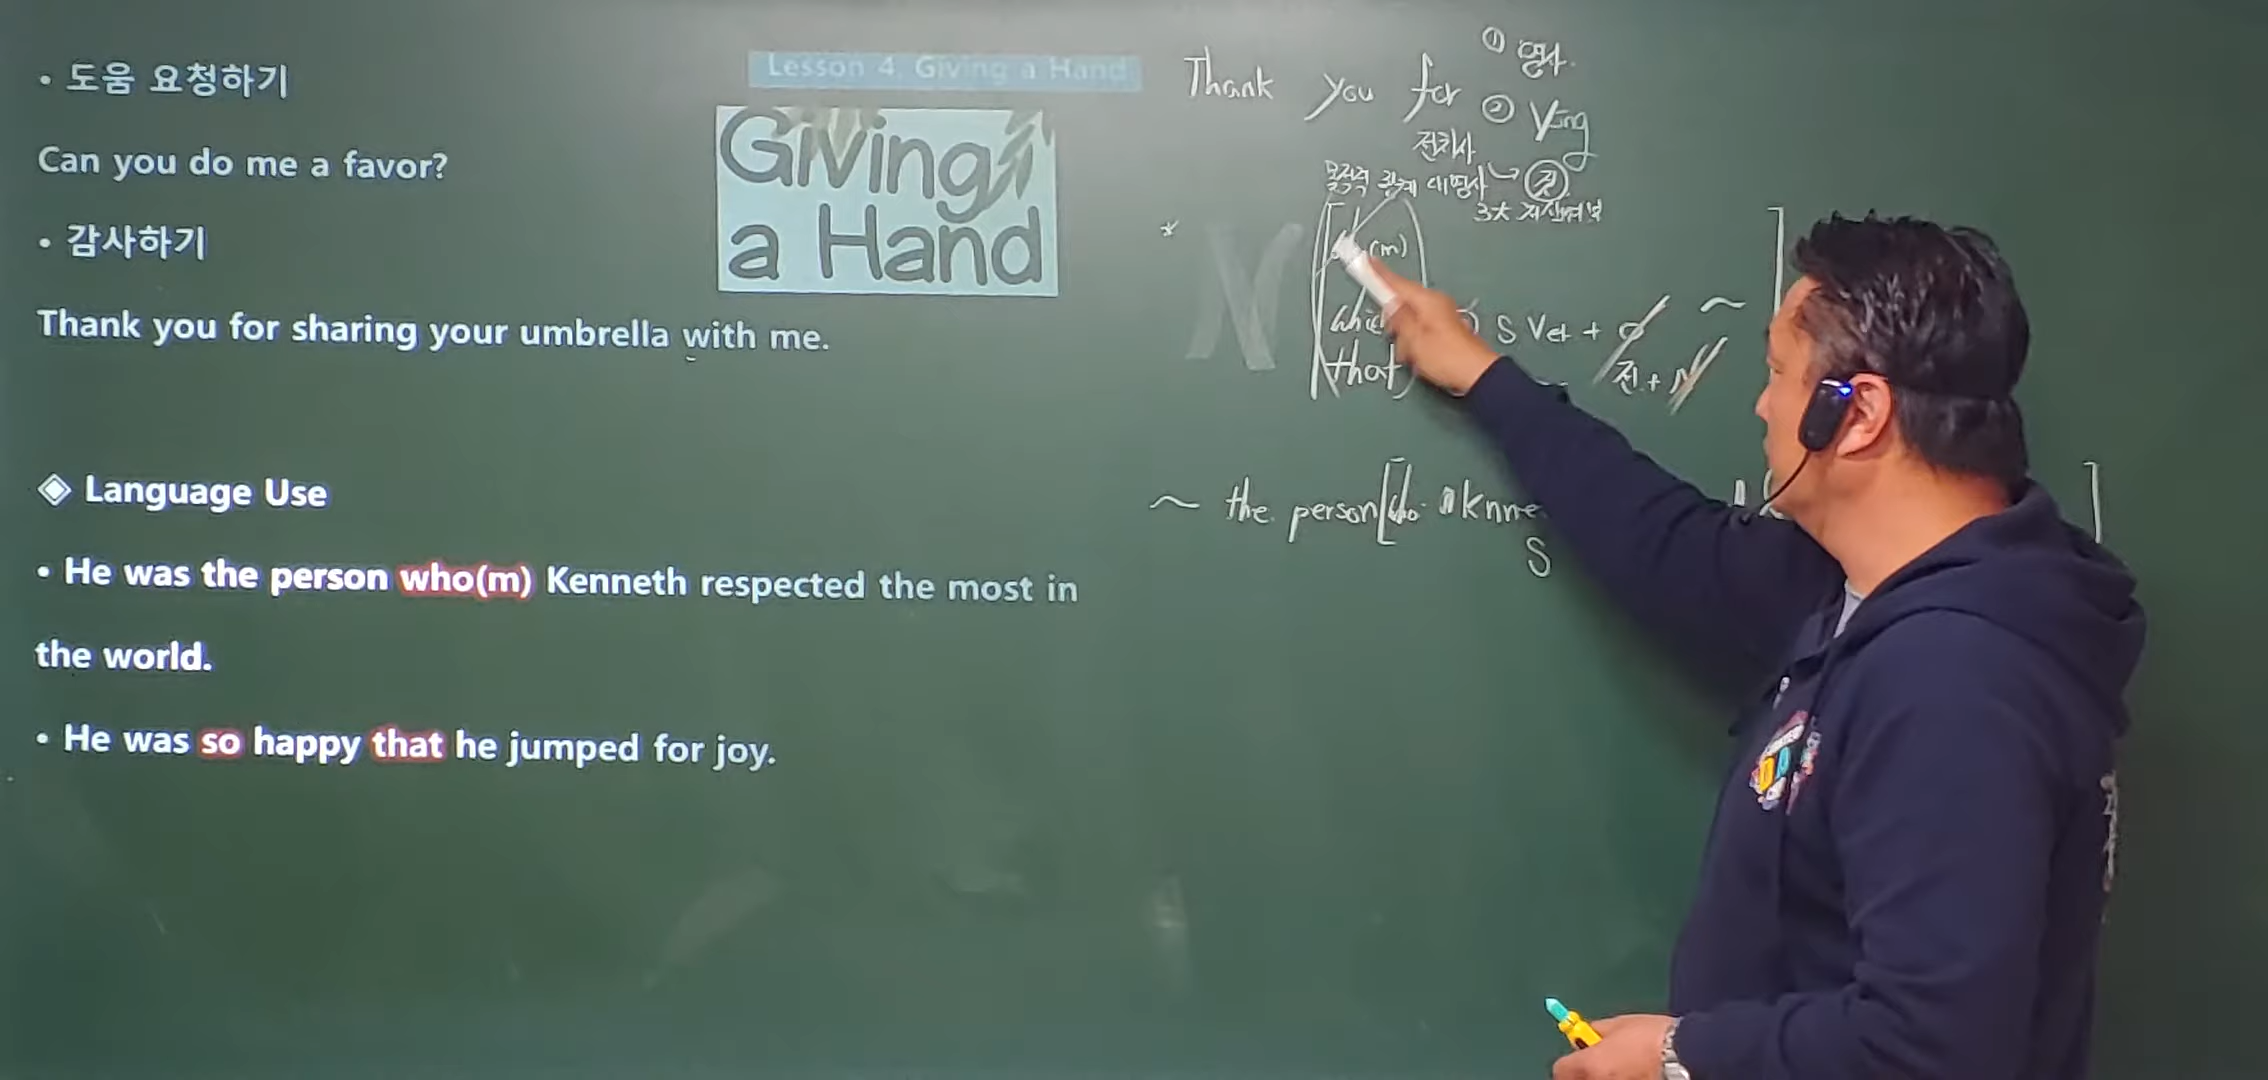 • 도움 요청하기
Can you do me a favor?
• 감사하기
Thank you for sharing your umbrella with me.
◈ Language Use
• He was the person who(m) Kenneth respected the most in
the world.
• He was so happy that he jumped for joy.
Lesson 4. Giving a Hand
Giving
a Hand
Thank you for
① 명사.
② Ving
전치사
목적격 관계대명사
*
N
(m)
that
S Vet + O ~
전.+N
~ the person[who
S